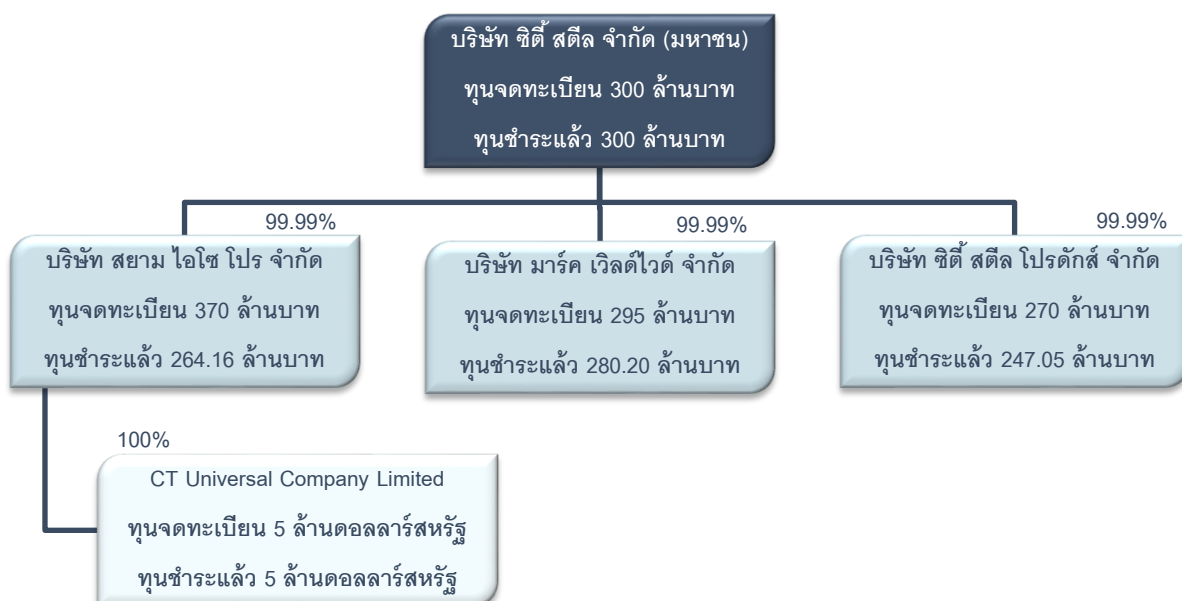 บริษัท ซิตี้ สตีล จำกัด (มหาชน)
ทุนจดทะเบียน 300 ล้านบาท
ทุนชำระแล้ว 300 ล้านบาท
99.99%
บริษัท สยาม ไอโซ โปร จำกัด
ทุนจดทะเบียน 370 ล้านบาท
ทุนชำระแล้ว 264.16 ล้านบาท
99.99%
บริษัท มาร์ค เวิลด์ไวด์ จำกัด
ทุนจดทะเบียน 295 ล้านบาท
ทุนชำระแล้ว 280.20 ล้านบาท
99.99%
บริษัท ซิตี้ สตีล โปรดักส์ จำกัด
ทุนจดทะเบียน 270 ล้านบาท
ทุนชำระแล้ว 247.05 ล้านบาท
100%
CT Universal Company Limited
ทุนจดทะเบียน 5 ล้านดอลลาร์สหรัฐ
ทุนชำระแล้ว 5 ล้านดอลลาร์สหรัฐ